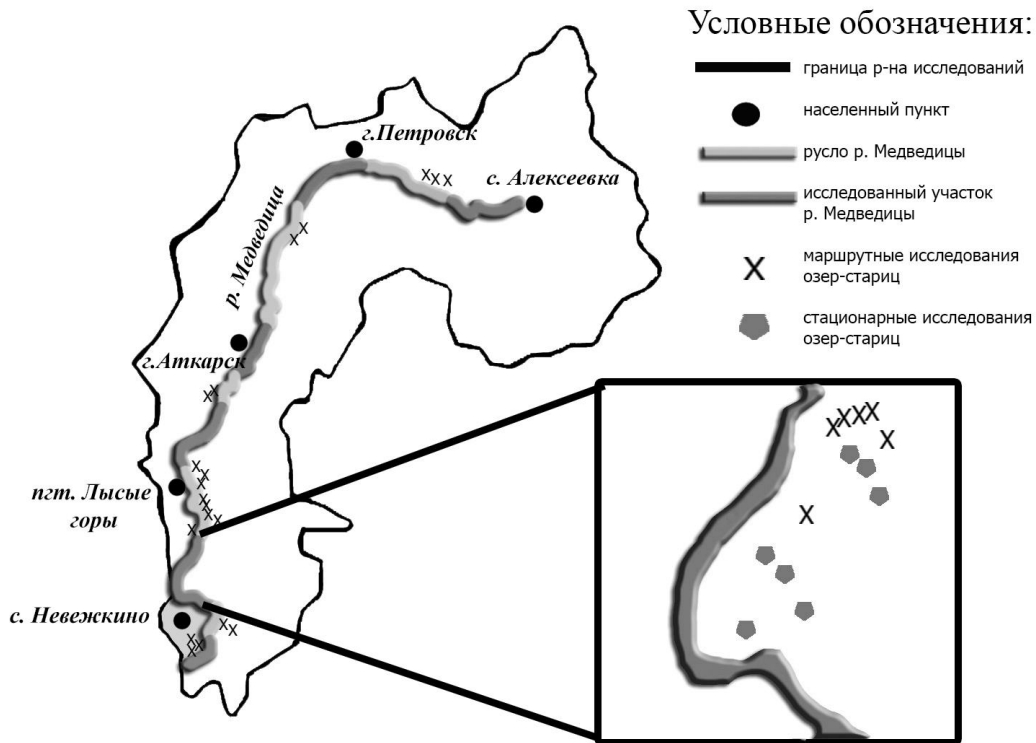 Условные обозначения:
граница р-на исследований
населенный пункт
русло р. Медведицы
исследованный участок
р. Медведицы
X
маршрутные исследования
озер-стариц
стационарные исследования
озер-стариц
г.Петровск
с. Алексеевка
р. Медведица
г.Аткарск
пгт. Лысые
горы
с. Невежкино